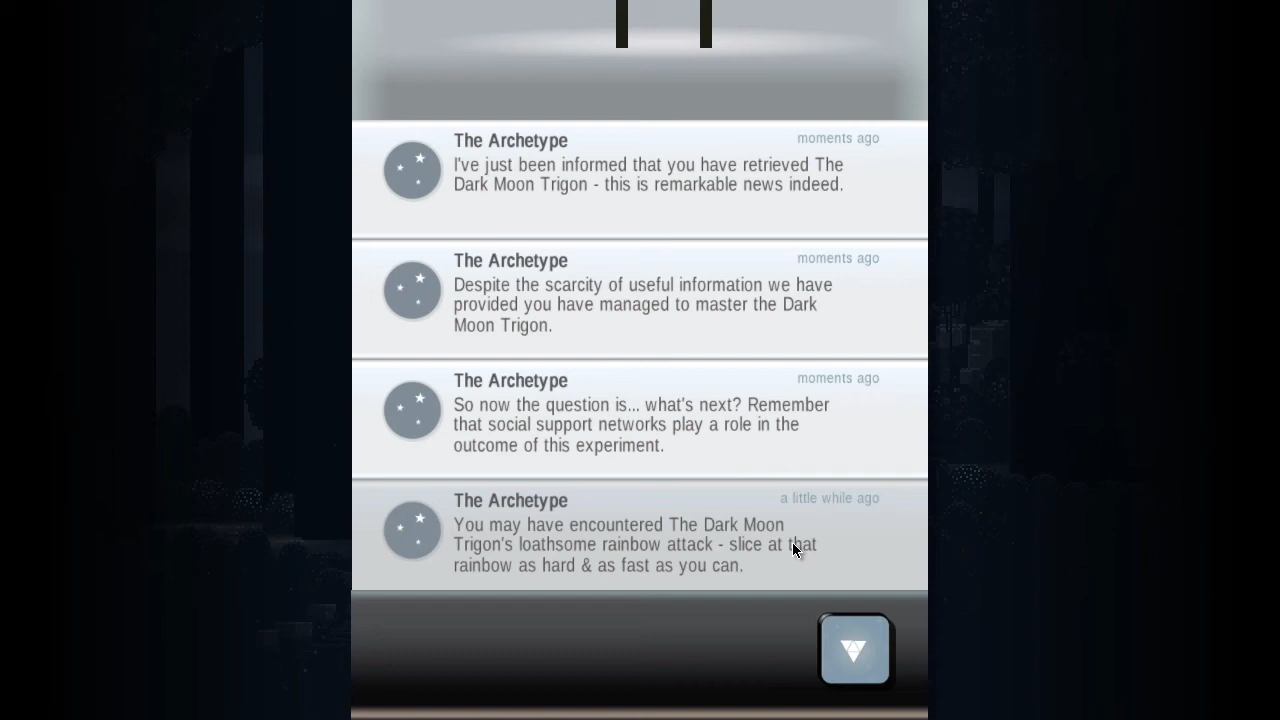 The Archetype
moments ago
I've just been informed that you have retrieved The
Dark Moon Trigon - this is remarkable news indeed.
The Archetype
moments ago
Despite the scarcity of useful information we have
provided you have managed to master the Dark
Moon Trigon.
The Archetype
moments ago
So now the question is... what's next? Remember
that social support networks play a role in the
outcome of this experiment.
The Archetype
a little while ago
You may have encountered The Dark Moon
Trigon's loathsome rainbow attack - slice at that
rainbow as hard & as fast as you can.